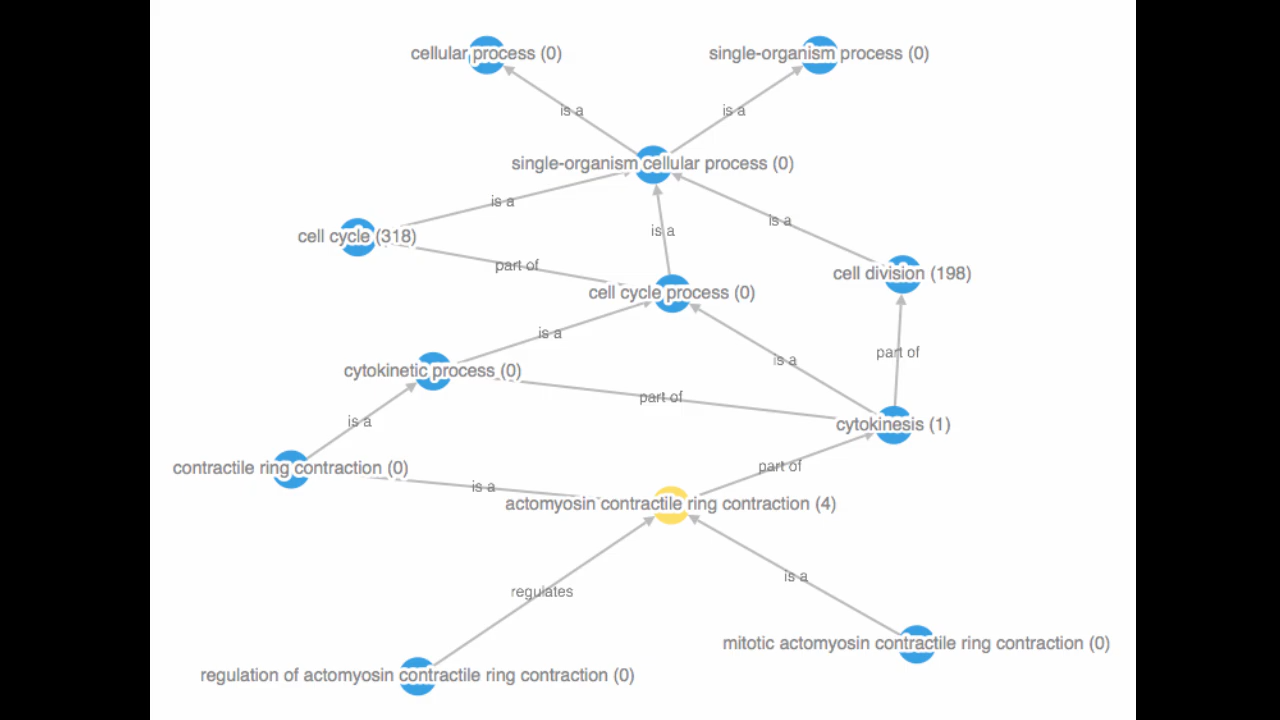 cellular process (0)
single-organism process (0)
is a
is a
single-organism cellular process (0)
is a
is a
is a
cell cycle (318)
part of
cell division (198)
cell cycle process (0)
is a
part of
is a
cytokinetic process (0)
part of
is a
cytokinesis (1)
contractile ring contraction (0)
part of
is a
actomyosin contractile ring contraction (4)
is a
regulates
mitotic actomyosin contractile ring contraction (0)
regulation of actomyosin contractile ring contraction (0)